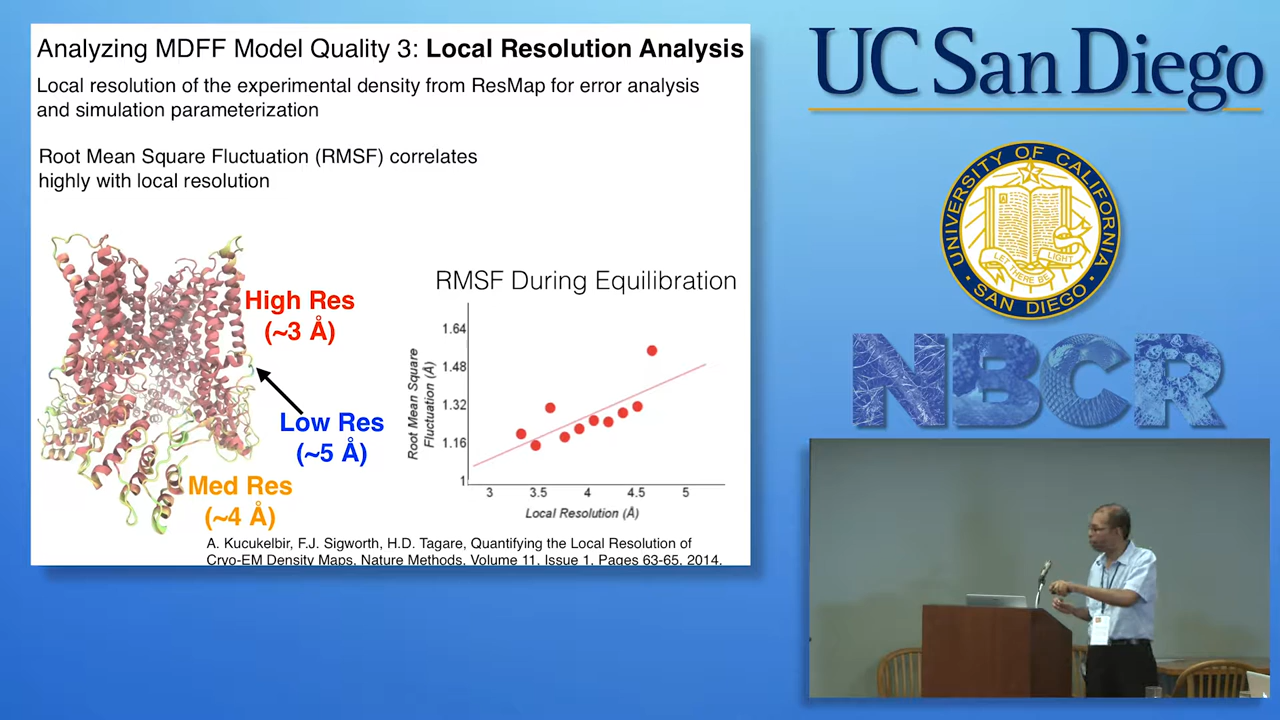 Analyzing MDFF Model Quality 3: Local Resolution Analysis
Local resolution of the experimental density from ResMap for error analysis
and simulation parameterization
Root Mean Square Fluctuation (RMSF) correlates
highly with local resolution
High Res
(~3 Å)
Low Res
(~5 Å)
Med Res
(~4 Å)
RMSF During Equilibration
Root Mean Square
Fluctuation (Å)
1.64
1.48
1.32
1.16
1
3 3.5 4 4.5 5
Local Resolution (Å)
A. Kucukelbir, F.J. Sigworth, H.D. Tagare, Quantifying the Local Resolution of
Cryo-EM Density Maps, Nature Methods, Volume 11, Issue 1, Pages 63-65, 2014.
UC San Diego
UNIVERSITY OF CALIFORNIA
LET THERE BE LIGHT
SAN DIEGO
NBCR